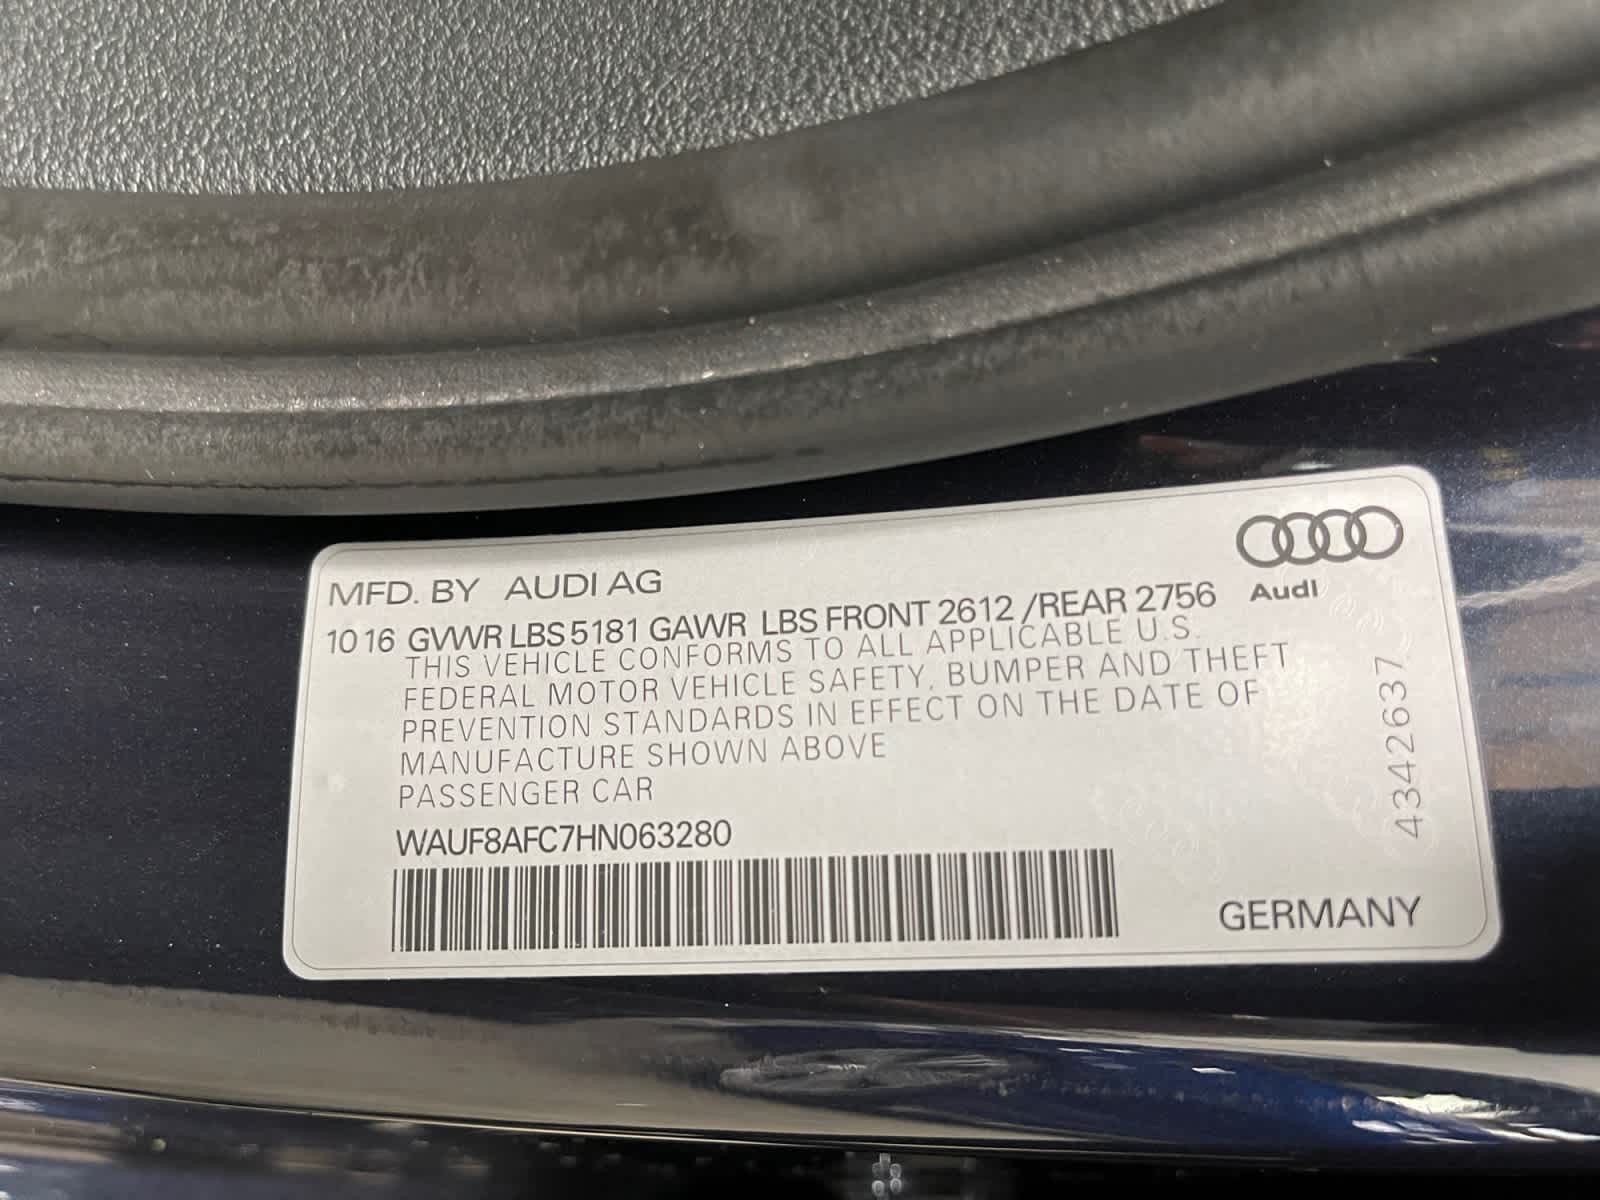 Audi
MFD. BY AUDI AG
10 16 GVWR LBS 5181 GAWR LBS FRONT 2612 /REAR 2756
THIS VEHICLE CONFORMS TO ALL APPLICABLE U.S.
FEDERAL MOTOR VEHICLE SAFETY, BUMPER AND THEFT
PREVENTION STANDARDS IN EFFECT ON THE DATE OF
MANUFACTURE SHOWN ABOVE
PASSENGER CAR
WAUF8AFC7HN063280
4342637
GERMANY